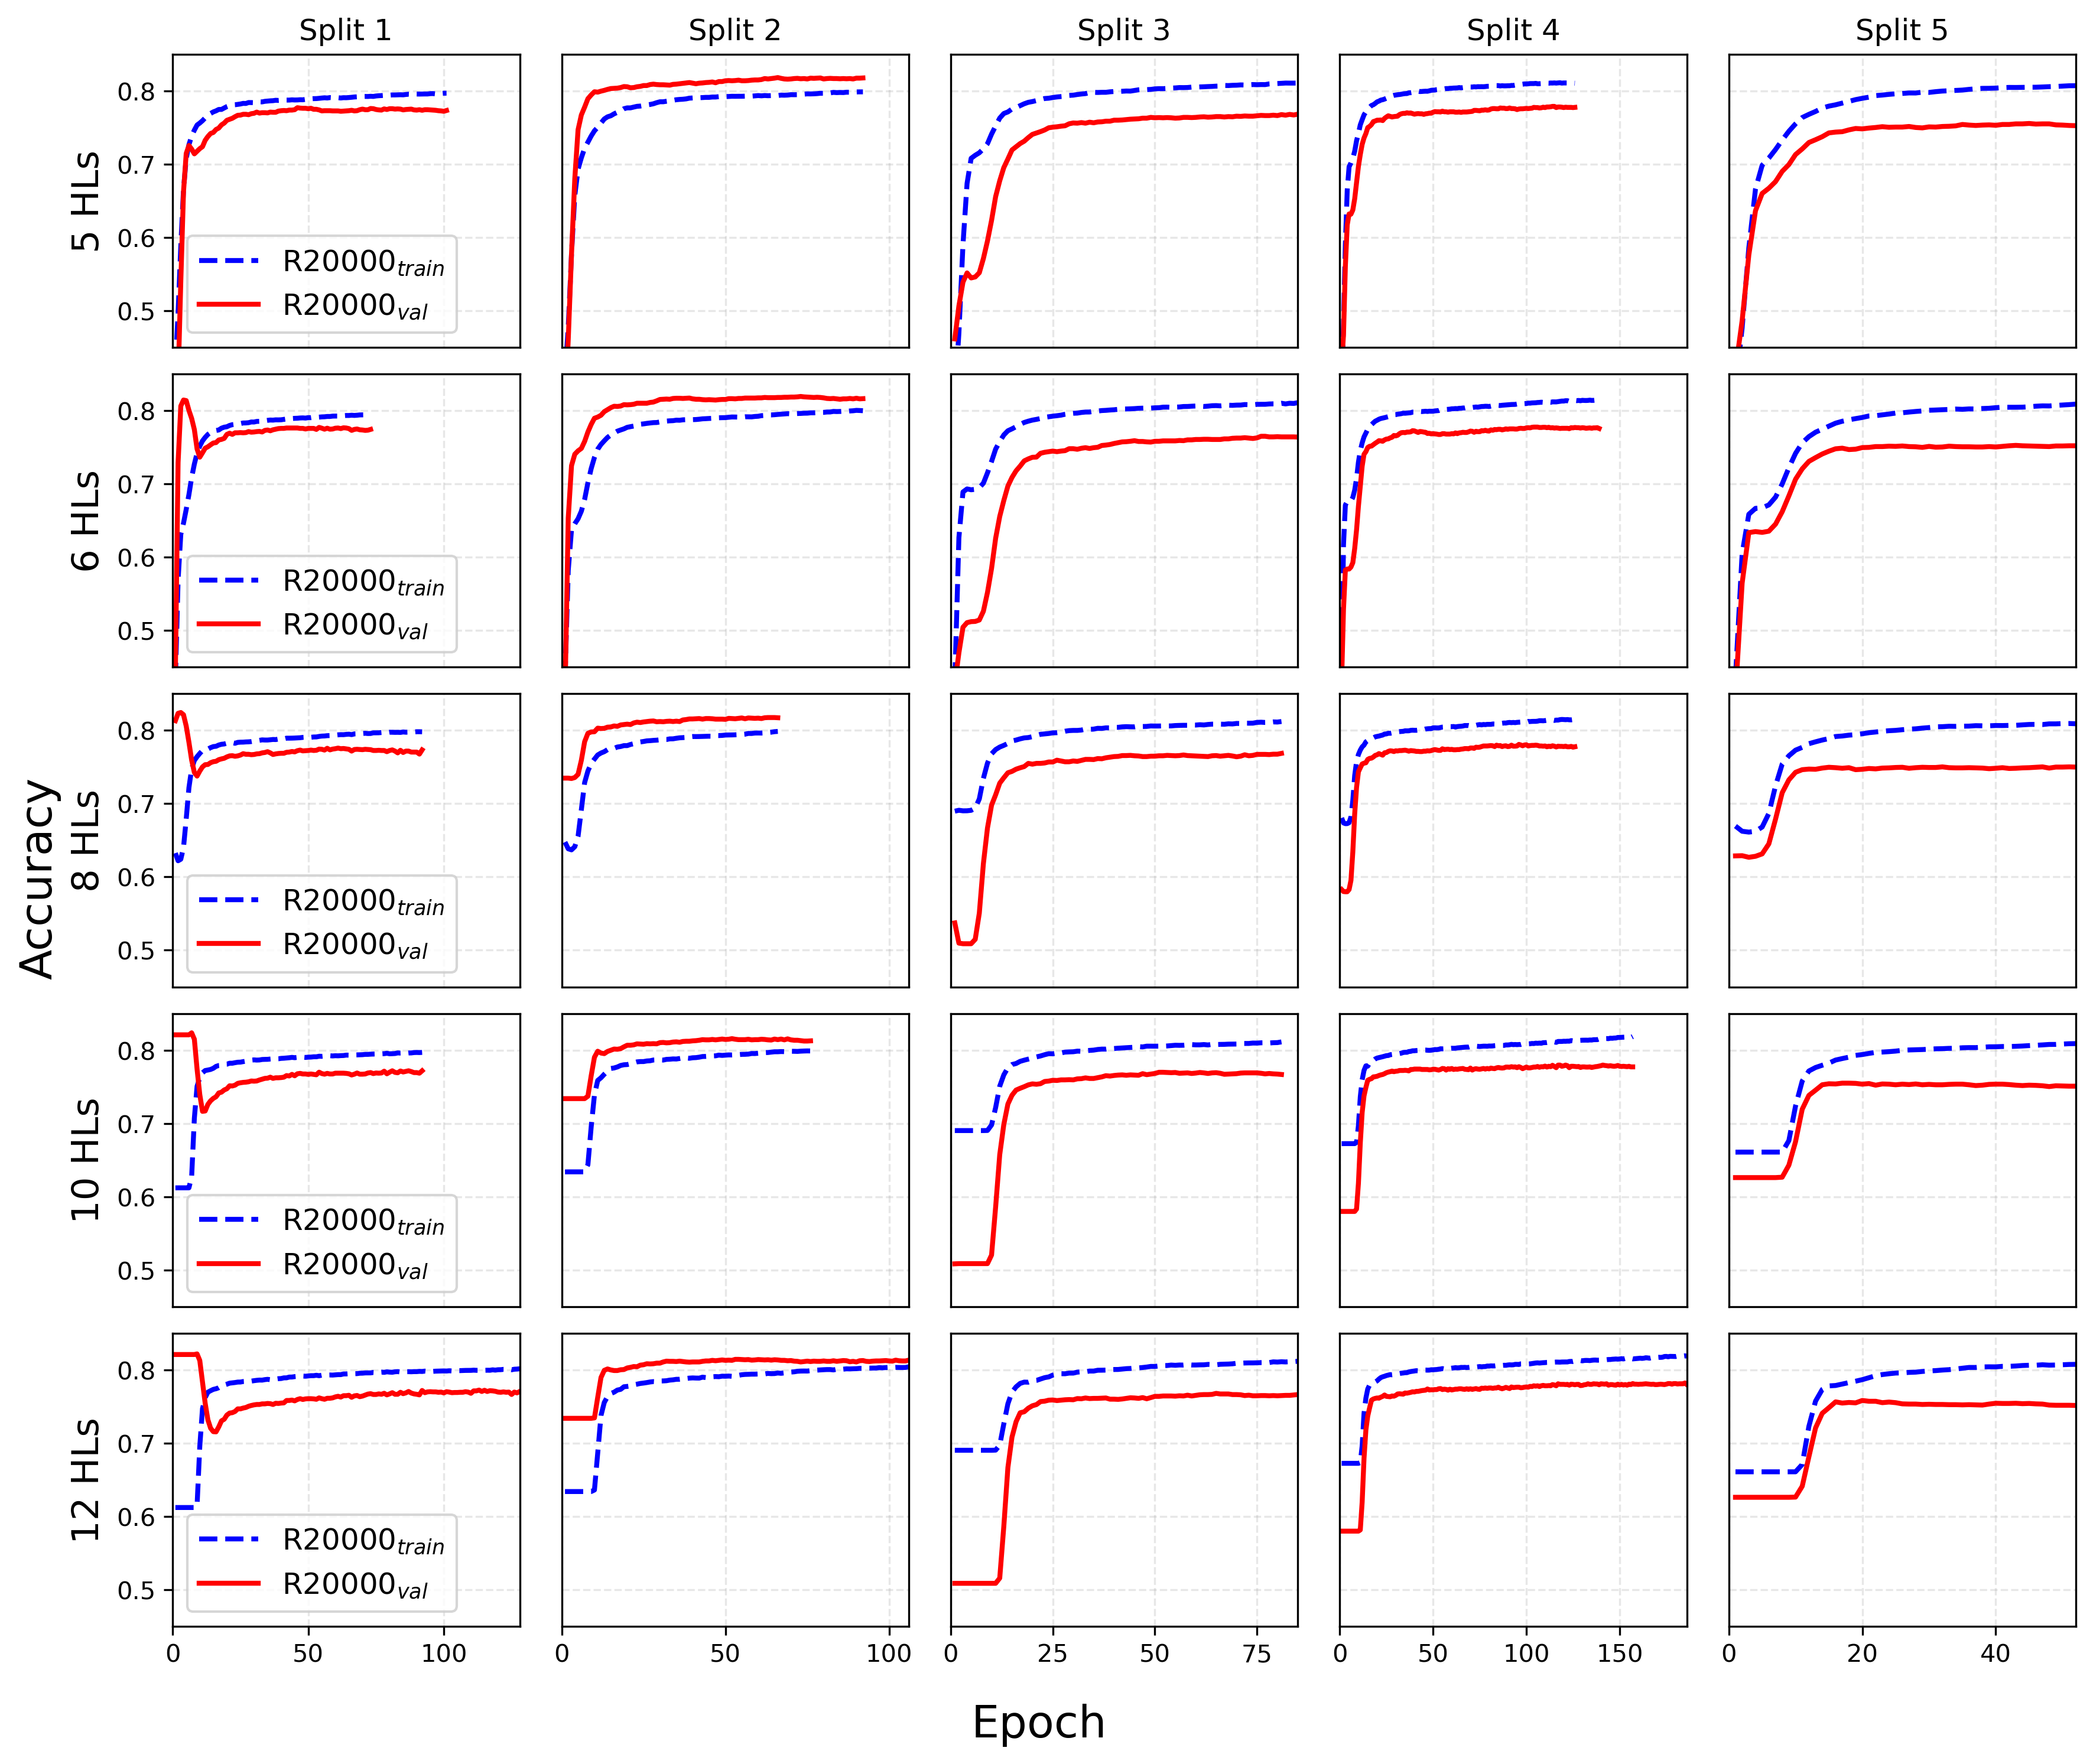 Split 1 Split 2 Split 3 Split 4 Split 5
Accuracy
5 HLs
0.8
0.7
0.6
0.5
R20000train
R20000val
6 HLs
0.8
0.7
0.6
0.5
R20000train
R20000val
8 HLs
0.8
0.7
0.6
0.5
R20000train
R20000val
10 HLs
0.8
0.7
0.6
0.5
R20000train
R20000val
12 HLs
0.8
0.7
0.6
0.5
R20000train
R20000val
0 50 100 0 50 100 0 25 50 75 0 50 100 150 0 20 40
Epoch